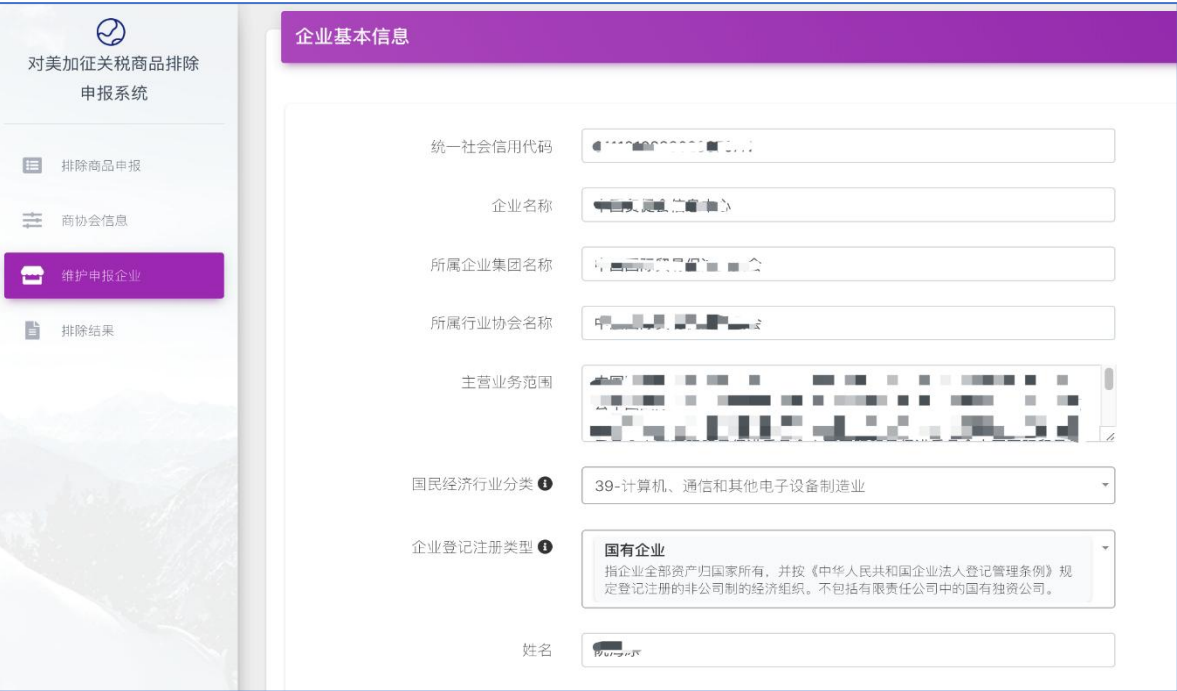 对美加征关税商品排除
申报系统
排除商品申报
商协会信息
维护申报企业
排除结果
企业基本信息
统一社会信用代码
企业名称
所属企业集团名称
所属行业协会名称
主营业务范围
国民经济行业分类
39-计算机、通信和其他电子设备制造业
企业登记注册类型
国有企业
指企业全部资产归国家所有，并按《中华人民共和国企业法人登记管理条例》规
定登记注册的非公司制的经济组织。不包括有限责任公司中的国有独资公司。
姓名